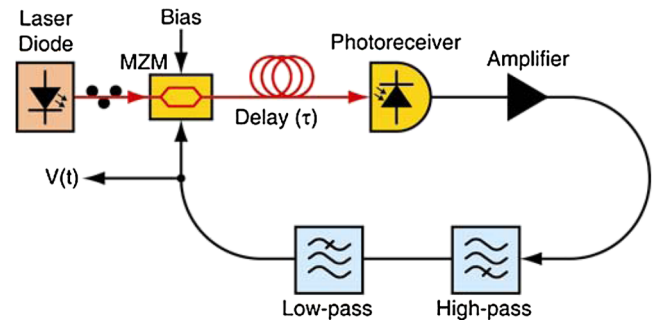 Laser
Diode
Bias
MZM
Delay (τ)
Photoreceiver
Amplifier
V(t)
Low-pass
High-pass